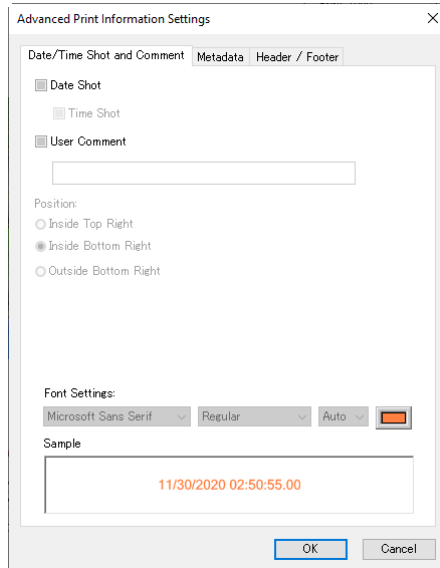 Advanced Print Information Settings
Date/Time Shot and Comment Metadata Header / Footer
Date Shot
Time Shot
User Comment
Position:
Inside Top Right
Inside Bottom Right
Outside Bottom Right
Font Settings:
Microsoft Sans Serif Regular Auto
Sample
11/30/2020 02:50:55.00
OK Cancel